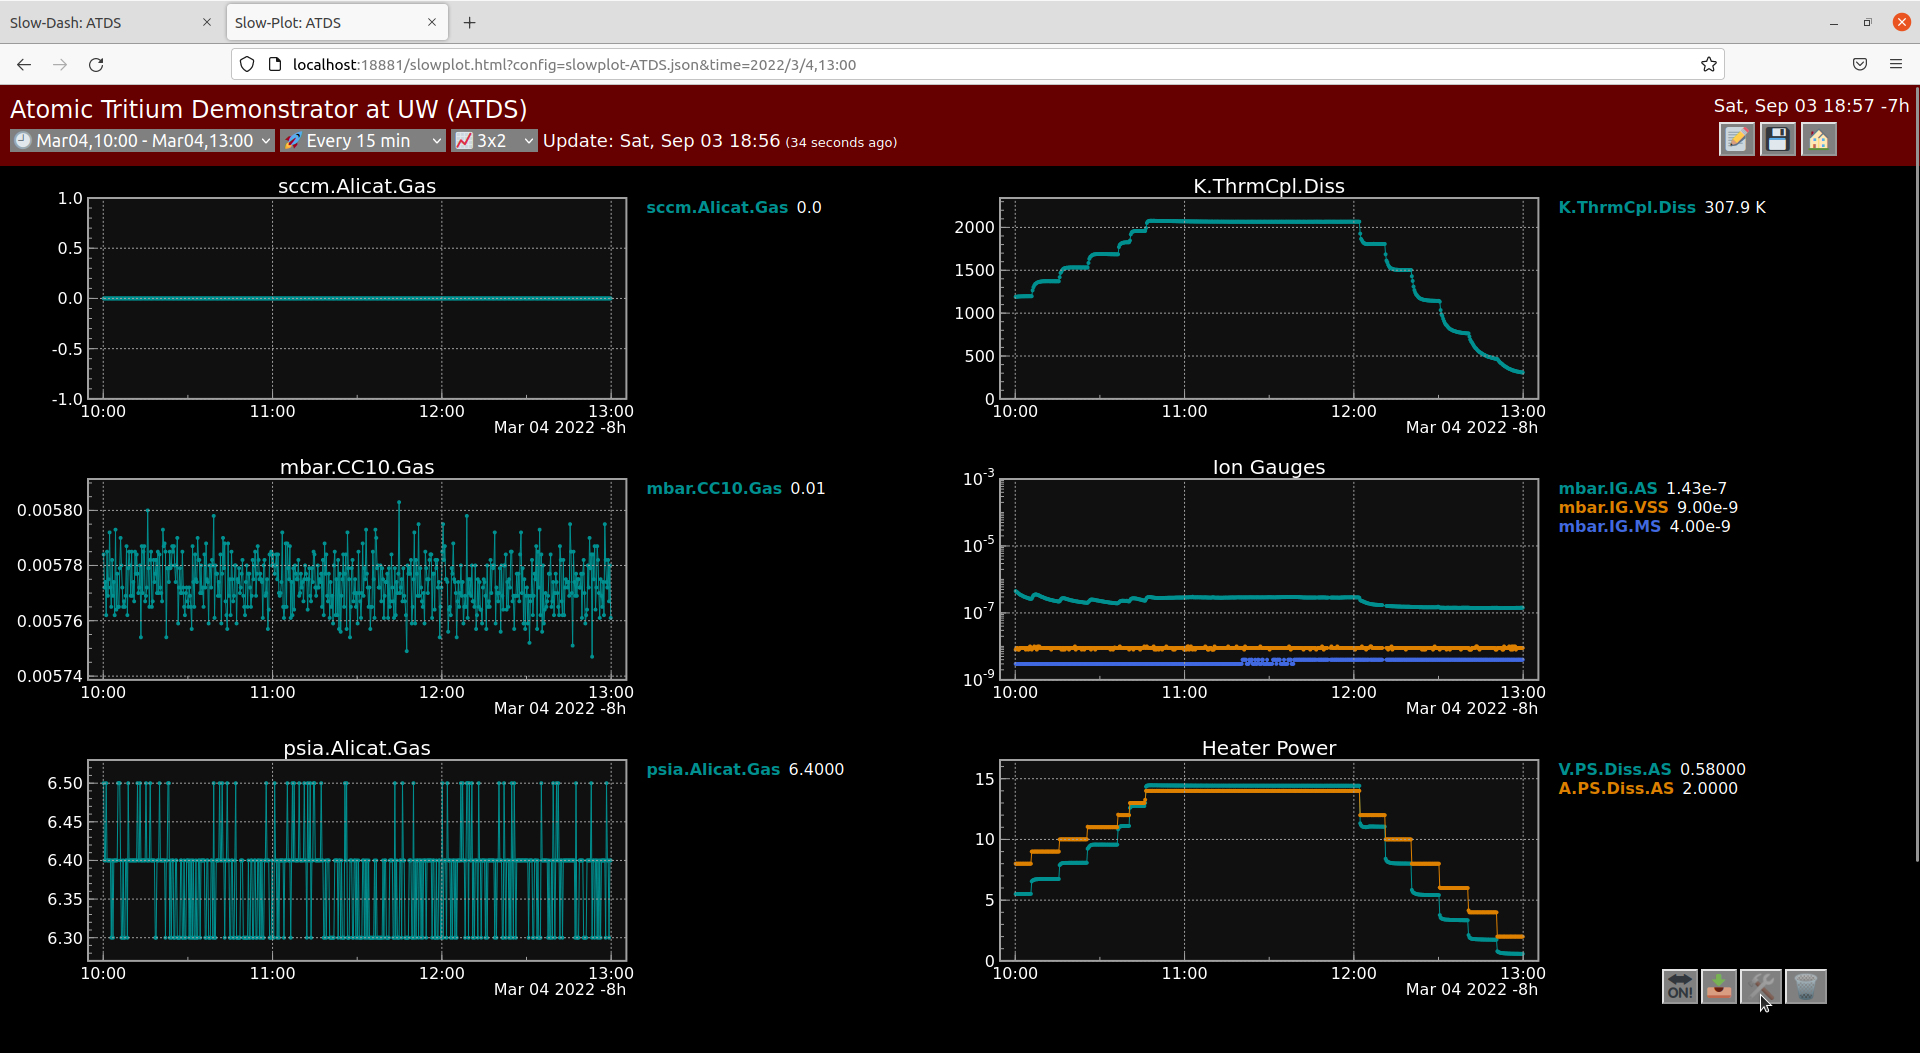 Slow-Dash: ATDS
Slow-Plot: ATDS
localhost:18881/slowplot.html?config=slowplot-ATDS.json&time=2022/3/4,13:00
Atomic Tritium Demonstrator at UW (ATDS)
Sat, Sep 03 18:57 -7h
Mar04,10:00 - Mar04,13:00
Every 15 min
3x2
Update: Sat, Sep 03 18:56 (34 seconds ago)
sccm.Alicat.Gas
1.0
0.5
0.0
-0.5
-1.0
10:00 11:00 12:00 13:00
Mar 04 2022 -8h
sccm.Alicat.Gas 0.0
K.ThrmCpl.Diss
2000
1500
1000
500
0
10:00 11:00 12:00 13:00
Mar 04 2022 -8h
K.ThrmCpl.Diss 307.9 K
mbar.CC10.Gas
0.00580
0.00578
0.00576
0.00574
10:00 11:00 12:00 13:00
Mar 04 2022 -8h
mbar.CC10.Gas 0.01
Ion Gauges
10-3
10-5
10-7
10-9
10:00 11:00 12:00 13:00
Mar 04 2022 -8h
mbar.IG.AS 1.43e-7
mbar.IG.VSS 9.00e-9
mbar.IG.MS 4.00e-9
psia.Alicat.Gas
6.50
6.45
6.40
6.35
6.30
10:00 11:00 12:00 13:00
Mar 04 2022 -8h
psia.Alicat.Gas 6.4000
Heater Power
15
10
5
0
10:00 11:00 12:00 13:00
Mar 04 2022 -8h
V.PS.Diss.AS 0.58000
A.PS.Diss.AS 2.0000
ON!